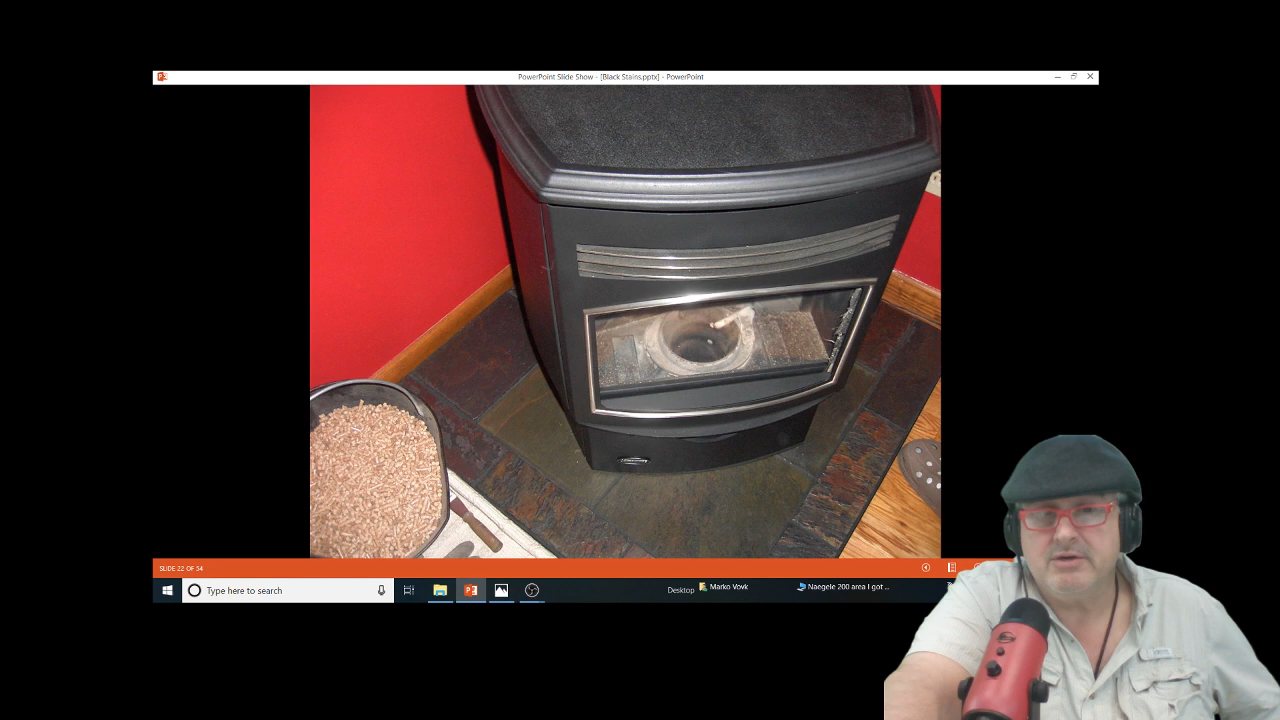 PowerPoint Slide Show - [Black Stains.pptx] - PowerPoint
SLIDE 22 OF 54
Type here to search
Desktop
Marko Vovk
Naegele 200 area I got ...